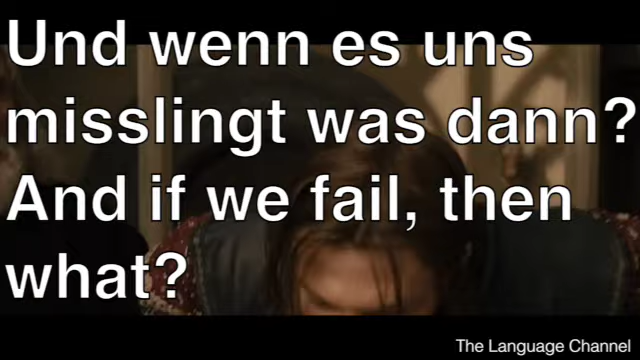 Und wenn es uns
misslingt was dann?
And if we fail, then
what?
The Language Channel